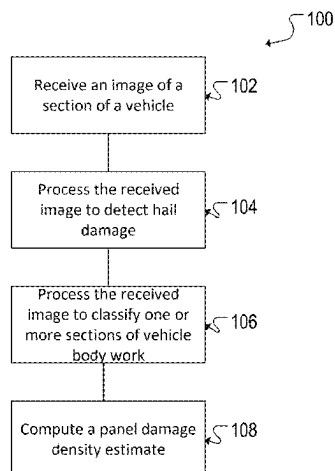 100
Receive an image of a
section of a vehicle
102
Process the received
image to detect hail
damage
104
Process the received
image to classify one or
more sections of vehicle
body work
106
Compute a panel damage
density estimate
108